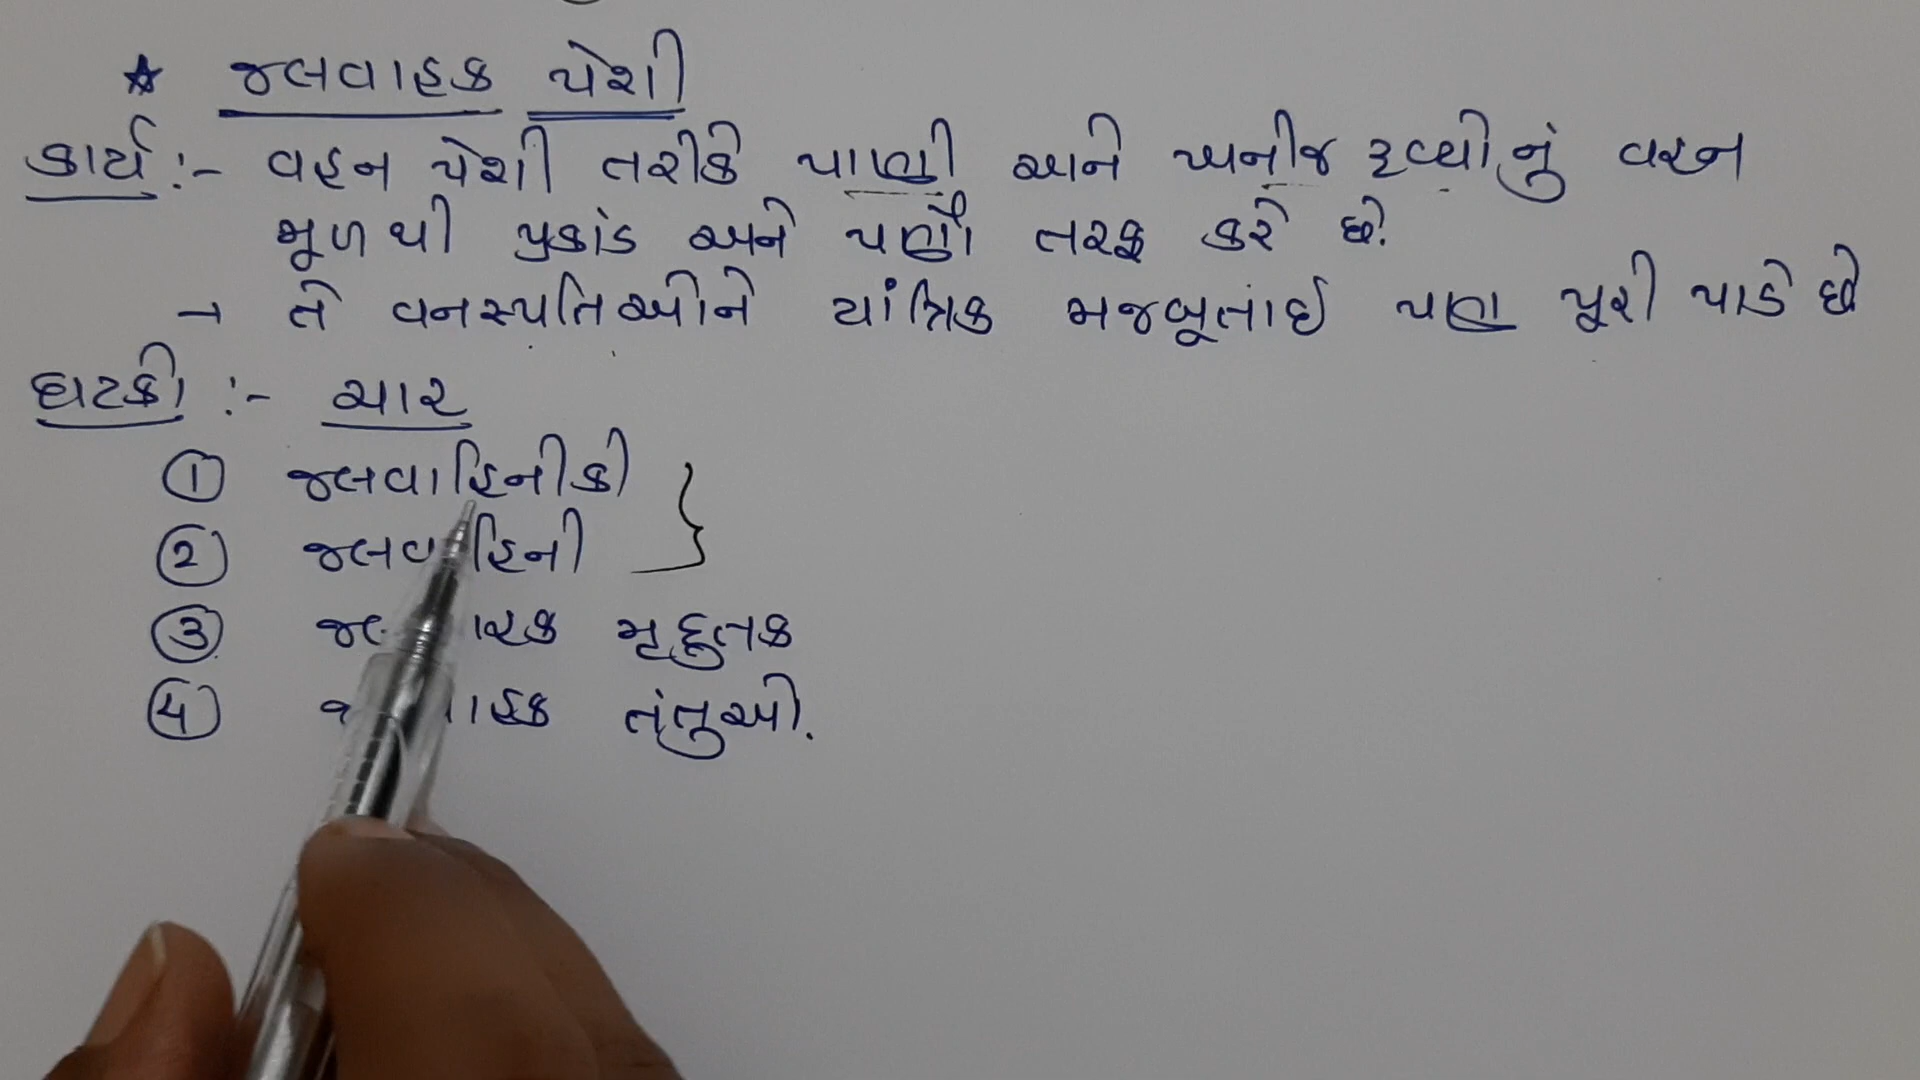 ★ જલવાહક પેશી
કાર્ય :- વહન પેશી તરીકે પાણી અને ખનીજ દ્રવ્યોનું વહન
મૂળથી પ્રકાંડ અને પર્ણો તરફ કરે છે.
→ તે વનસ્પતિઓને યાંત્રિક મજબૂતાઈ પણ પૂરી પાડે છે
ઘટકો :- ચાર
① જલવાહિનીકી
② જલવાહિની
③ મૃદુતક
④ તંતુઓ.